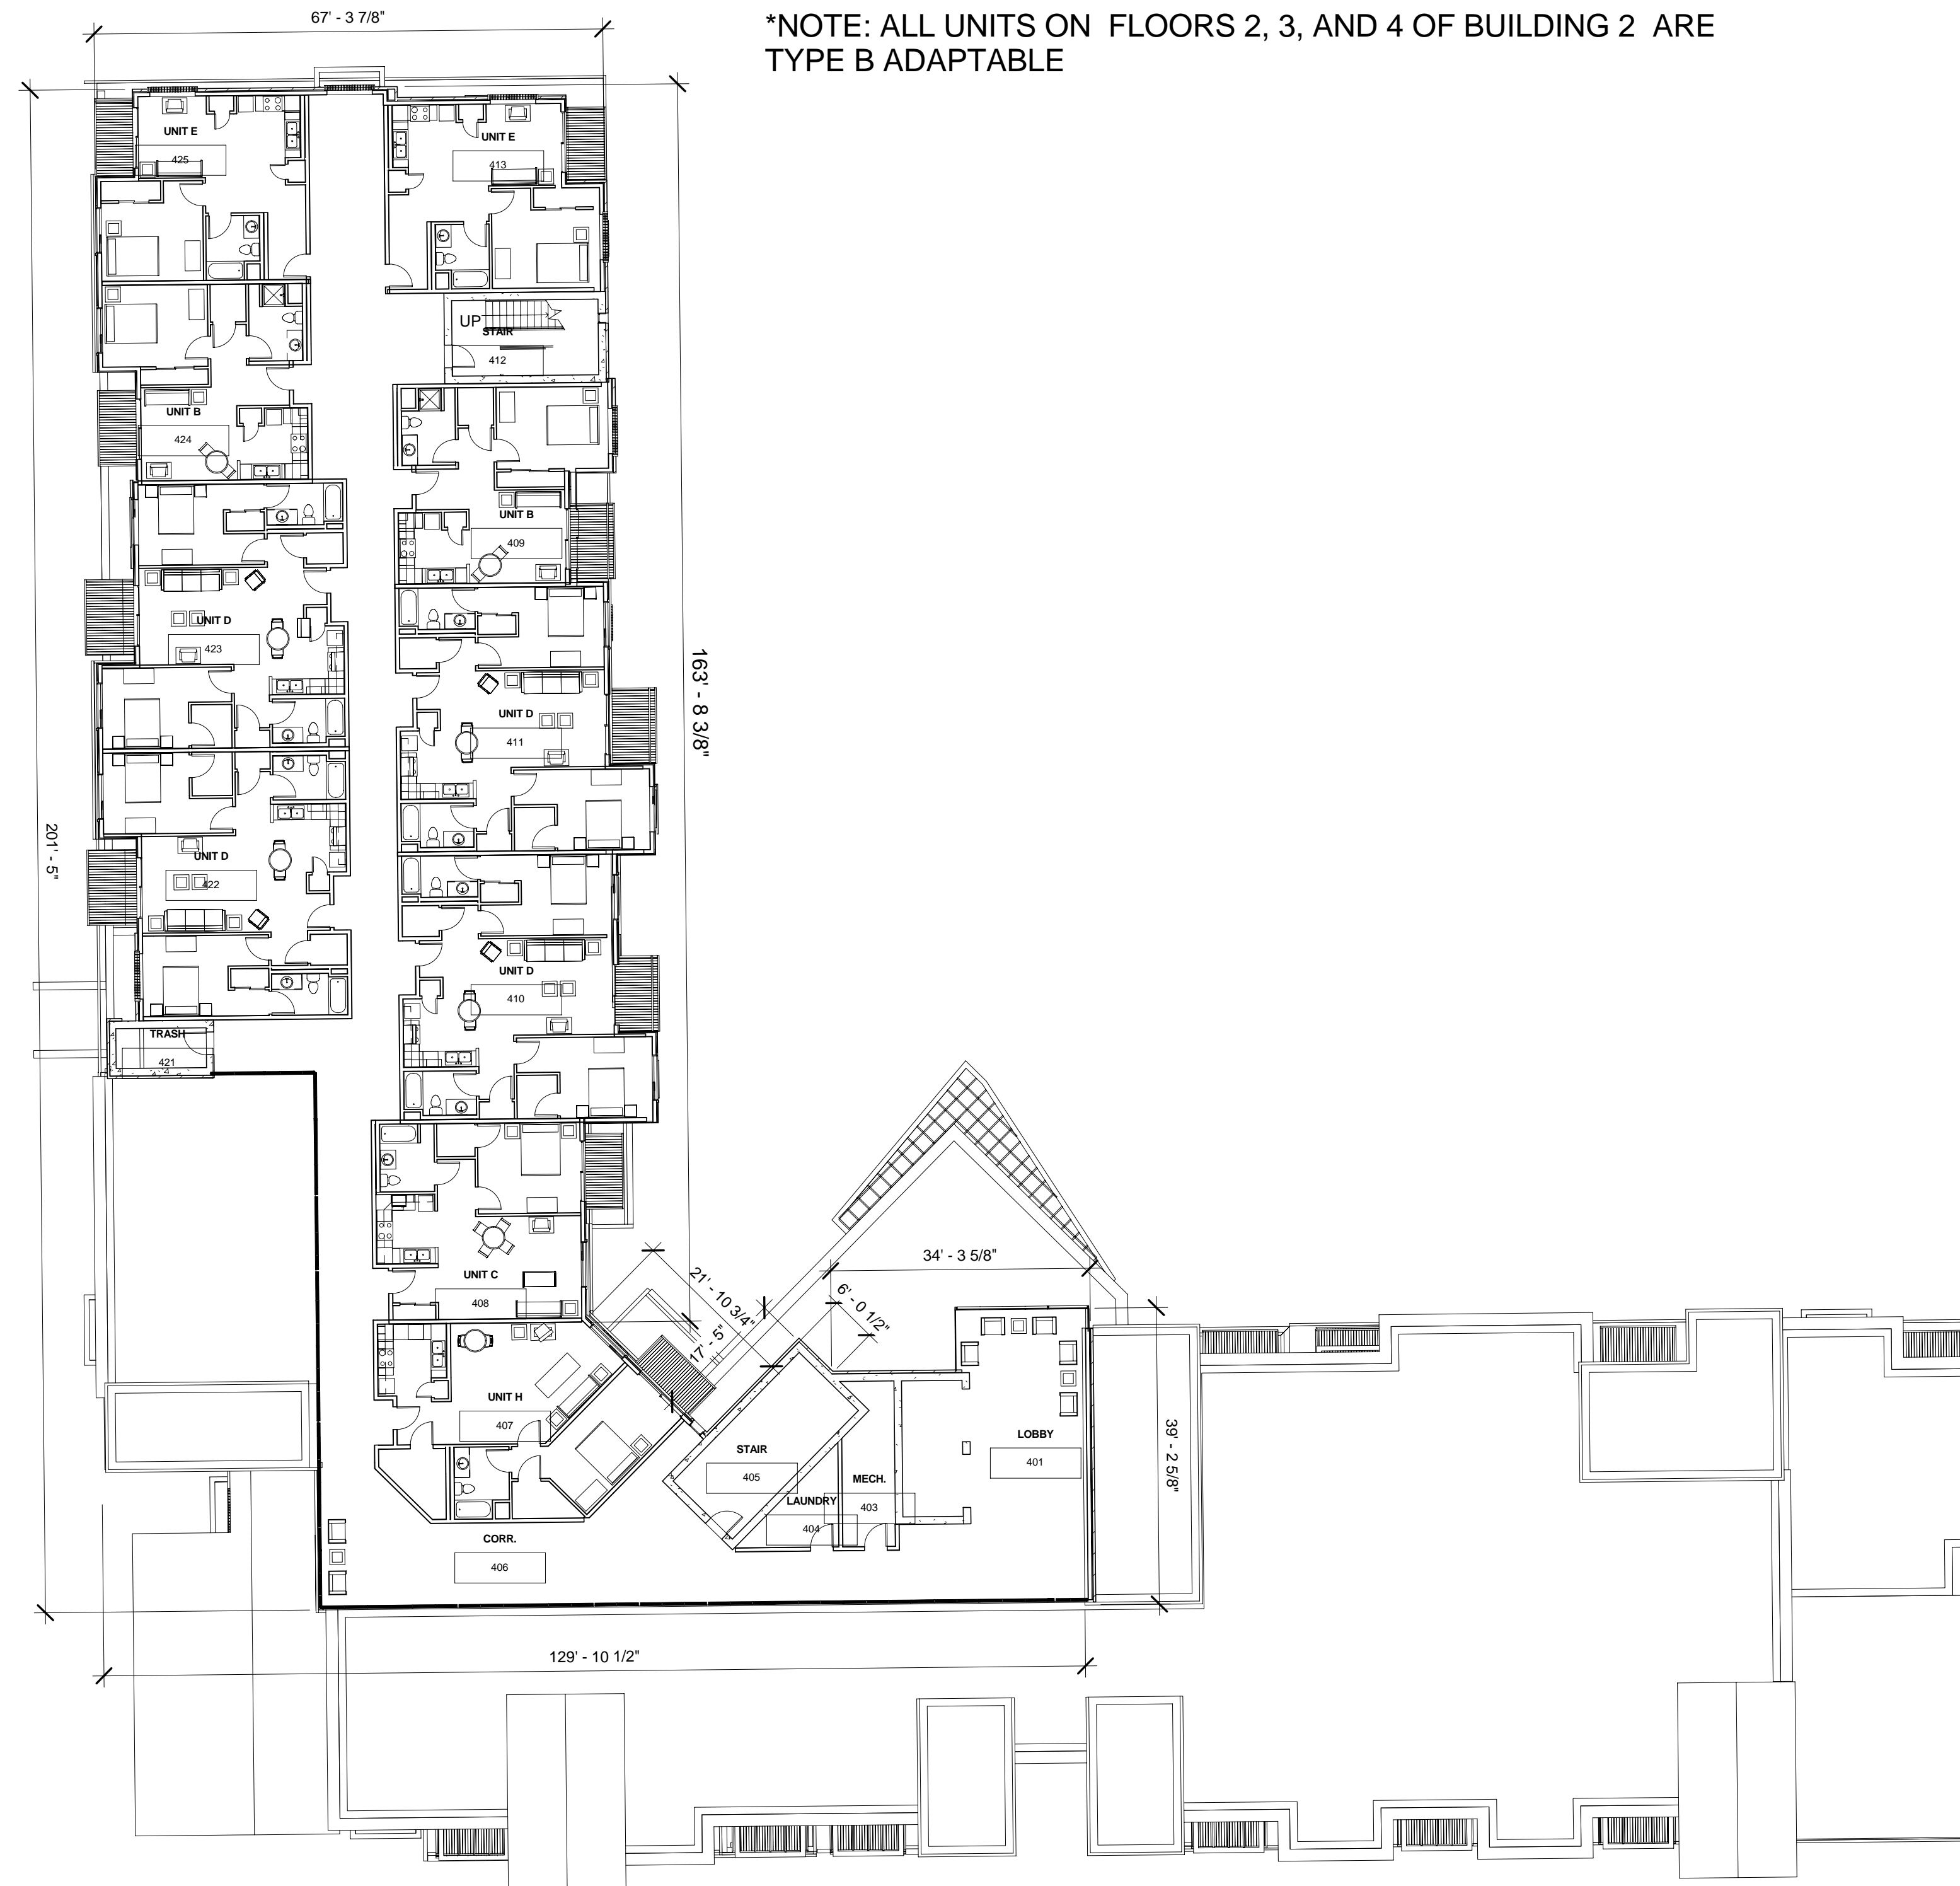 67' - 3 7/8"
*NOTE: ALL UNITS ON FLOORS 2, 3, AND 4 OF BUILDING 2 ARE
TYPE B ADAPTABLE
UNIT E
425
UNIT E
413
UP
STAIR
412
UNIT B
424
UNIT B
409
UNIT D
423
UNIT D
411
163' - 8 3/8"
201' - 5"
UNIT D
422
UNIT D
410
TRASH
421
UNIT C
408
21' - 10 3/4"
17' - 5"
6' - 0 1/2"
34' - 3 5/8"
39' - 2 5/8"
UNIT H
407
STAIR
405
LOBBY
401
MECH.
403
LAUNDRY
404
CORR.
406
129' - 10 1/2"